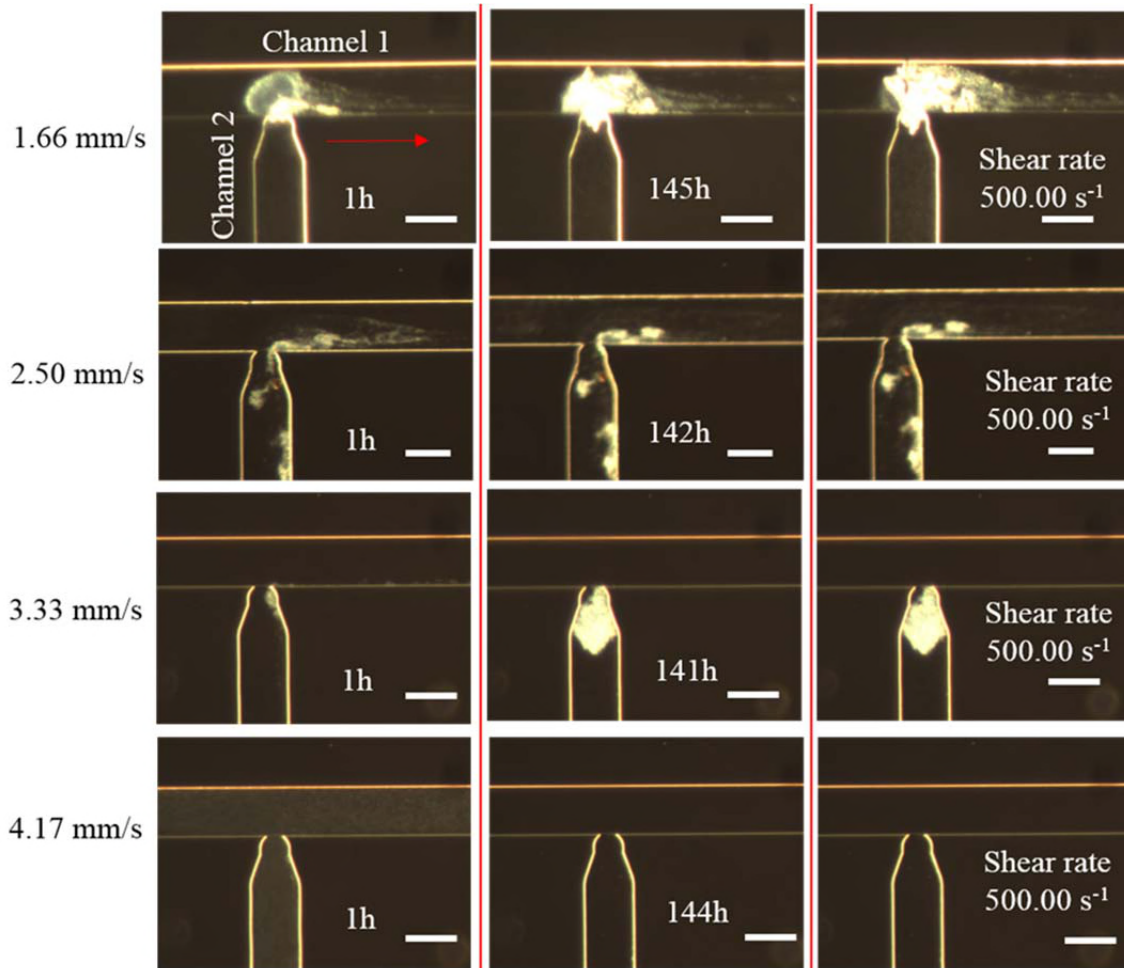 Channel 1
Channel 2
1.66 mm/s
1h
145h
Shear rate
500.00 s⁻¹
2.50 mm/s
1h
142h
Shear rate
500.00 s⁻¹
3.33 mm/s
1h
141h
Shear rate
500.00 s⁻¹
4.17 mm/s
1h
144h
Shear rate
500.00 s⁻¹